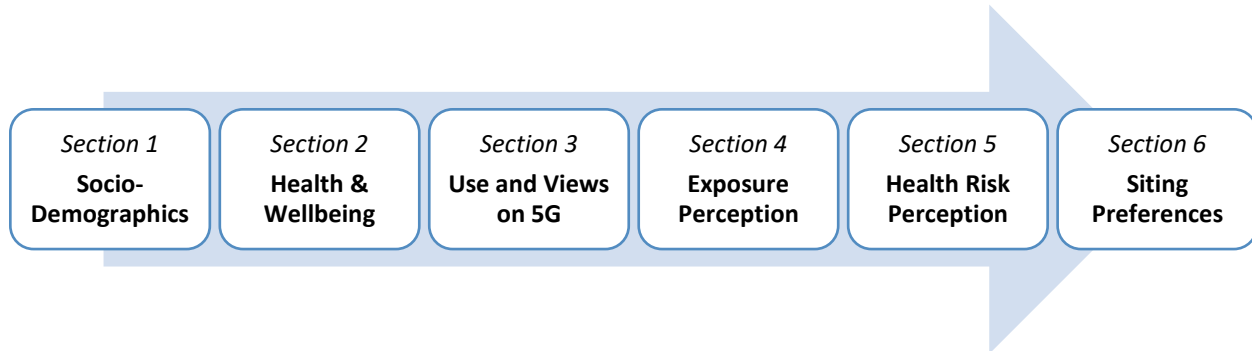 Section 1
Socio-
Demographics
Section 2
Health &
Wellbeing
Section 3
Use and Views
on 5G
Section 4
Exposure
Perception
Section 5
Health Risk
Perception
Section 6
Siting
Preferences